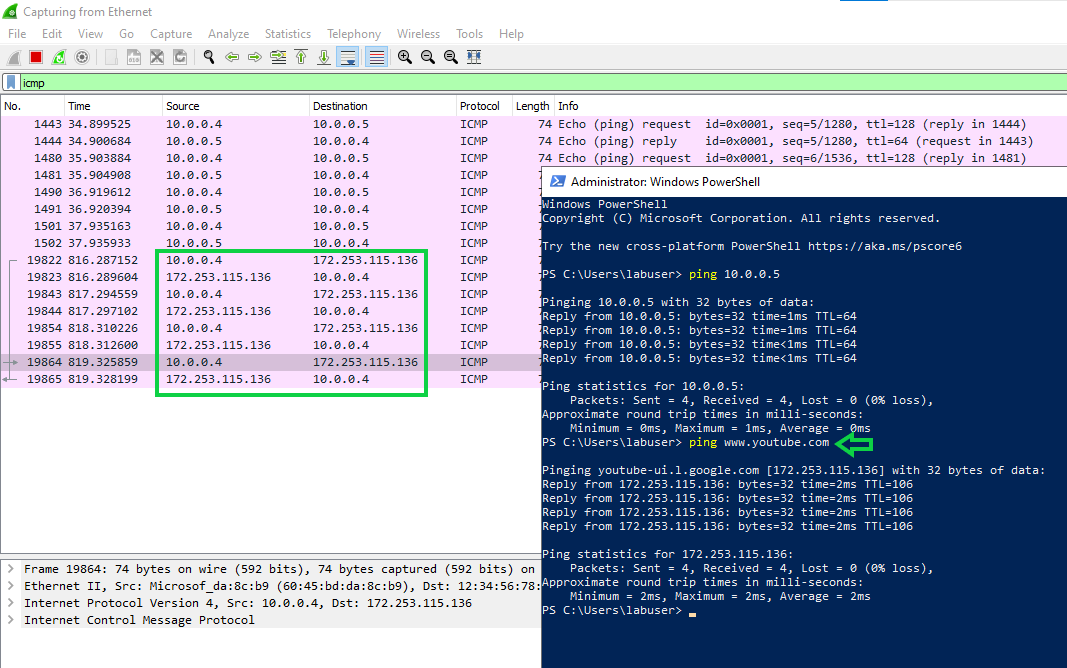 Capturing from Ethernet
File Edit View Go Capture Analyze Statistics Telephony Wireless Tools Help
icmp
No. Time Source Destination Protocol Length Info
1443 34.899525 10.0.0.4 10.0.0.5 ICMP 74 Echo (ping) request id=0x0001, seq=5/1280, ttl=128 (reply in 1444)
1444 34.900684 10.0.0.5 10.0.0.4 ICMP 74 Echo (ping) reply id=0x0001, seq=5/1280, ttl=64 (request in 1443)
1480 35.903884 10.0.0.4 10.0.0.5 ICMP 74 Echo (ping) request id=0x0001, seq=6/1536, ttl=128 (reply in 1481)
1481 35.904908 10.0.0.5 10.0.0.4 ICMP
1490 36.919612 10.0.0.4 10.0.0.5 ICMP
1491 36.920394 10.0.0.5 10.0.0.4 ICMP
1501 37.935163 10.0.0.4 10.0.0.5 ICMP
1502 37.935933 10.0.0.5 10.0.0.4 ICMP
19822 816.287152 10.0.0.4 172.253.115.136 ICMP
19823 816.289604 172.253.115.136 10.0.0.4 ICMP
19843 817.294559 10.0.0.4 172.253.115.136 ICMP
19844 817.297102 172.253.115.136 10.0.0.4 ICMP
19854 818.310226 10.0.0.4 172.253.115.136 ICMP
19855 818.312600 172.253.115.136 10.0.0.4 ICMP
19864 819.325859 10.0.0.4 172.253.115.136 ICMP
19865 819.328199 172.253.115.136 10.0.0.4 ICMP
Frame 19864: 74 bytes on wire (592 bits), 74 bytes captured (592 bits) on
Ethernet II, Src: Microsof_da:8c:b9 (60:45:bd:da:8c:b9), Dst: 12:34:56:78:
Internet Protocol Version 4, Src: 10.0.0.4, Dst: 172.253.115.136
Internet Control Message Protocol
Administrator: Windows PowerShell
Windows PowerShell
Copyright (C) Microsoft Corporation. All rights reserved.
Try the new cross-platform PowerShell https://aka.ms/pscore6
PS C:\Users\labuser> ping 10.0.0.5
Pinging 10.0.0.5 with 32 bytes of data:
Reply from 10.0.0.5: bytes=32 time=1ms TTL=64
Reply from 10.0.0.5: bytes=32 time=1ms TTL=64
Reply from 10.0.0.5: bytes=32 time<1ms TTL=64
Reply from 10.0.0.5: bytes=32 time<1ms TTL=64
Ping statistics for 10.0.0.5:
Packets: Sent = 4, Received = 4, Lost = 0 (0% loss),
Approximate round trip times in milli-seconds:
Minimum = 0ms, Maximum = 1ms, Average = 0ms
PS C:\Users\labuser> ping www.youtube.com
Pinging youtube-ui.l.google.com [172.253.115.136] with 32 bytes of data:
Reply from 172.253.115.136: bytes=32 time=2ms TTL=106
Reply from 172.253.115.136: bytes=32 time=2ms TTL=106
Reply from 172.253.115.136: bytes=32 time=2ms TTL=106
Reply from 172.253.115.136: bytes=32 time=2ms TTL=106
Ping statistics for 172.253.115.136:
Packets: Sent = 4, Received = 4, Lost = 0 (0% loss),
Approximate round trip times in milli-seconds:
Minimum = 2ms, Maximum = 2ms, Average = 2ms
PS C:\Users\labuser>